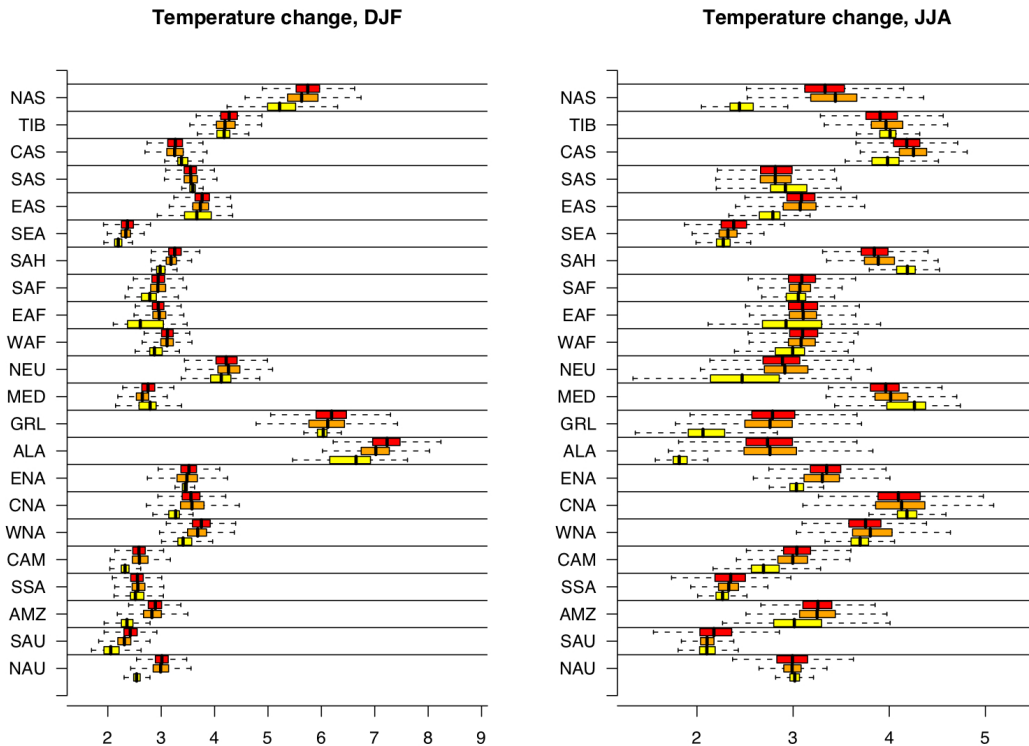 Temperature change, DJF
NAS
TIB
CAS
SAS
EAS
SEA
SAH
SAF
EAF
WAF
NEU
MED
GRL
ALA
ENA
CNA
WNA
CAM
SSA
AMZ
SAU
NAU
2 3 4 5 6 7 8 9
Temperature change, JJA
NAS
TIB
CAS
SAS
EAS
SEA
SAH
SAF
EAF
WAF
NEU
MED
GRL
ALA
ENA
CNA
WNA
CAM
SSA
AMZ
SAU
NAU
2 3 4 5